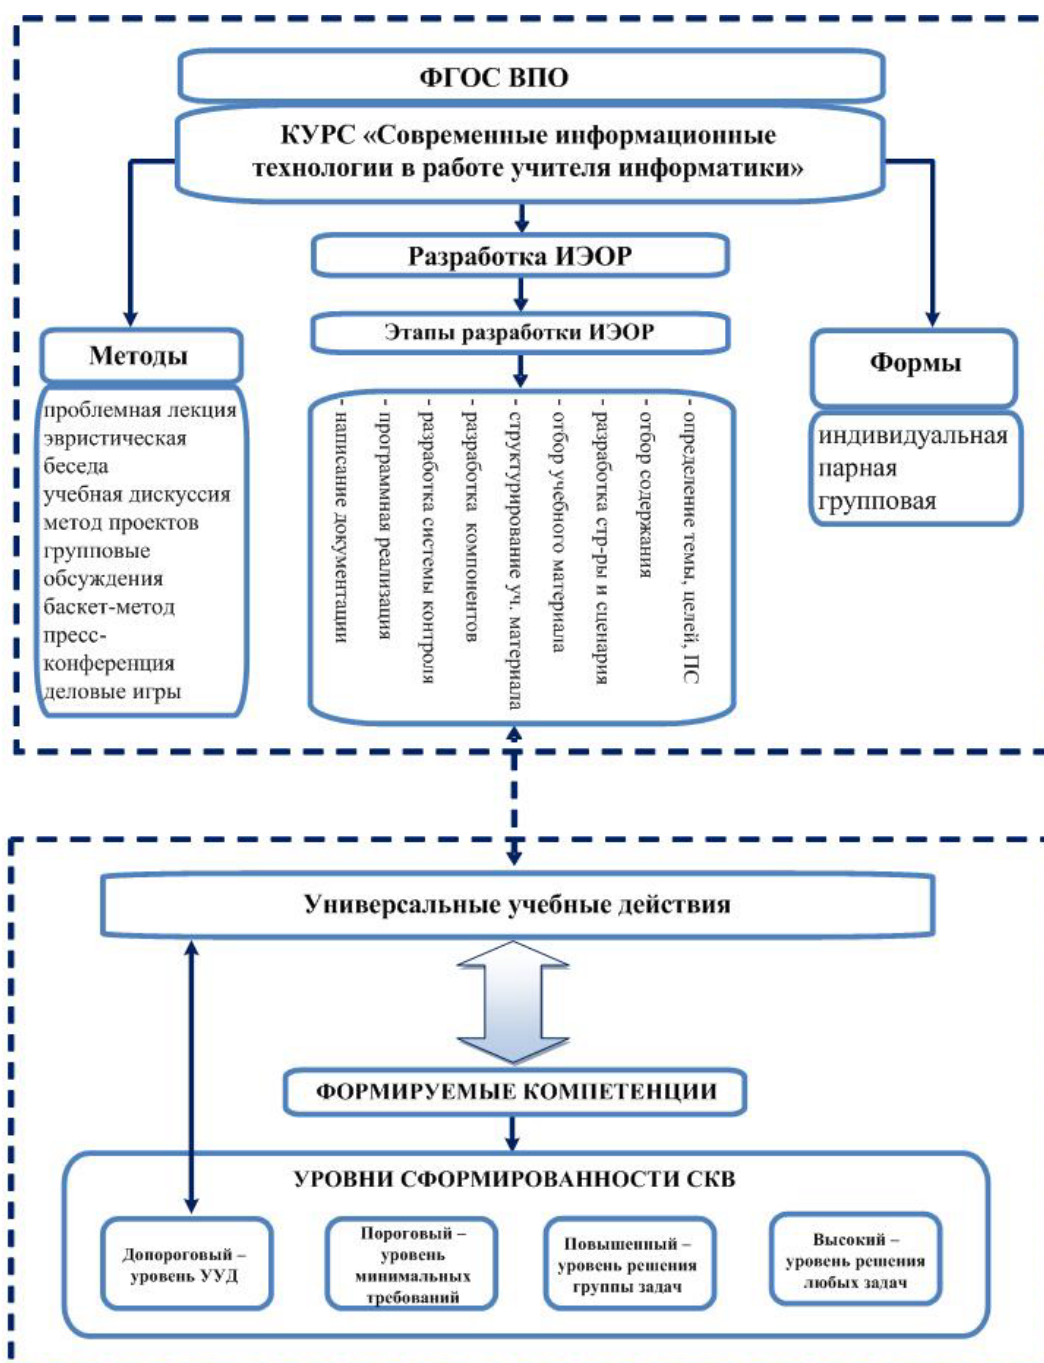 ФГОС ВПО
КУРС «Современные информационные
технологии в работе учителя информатики»
Разработка ИЭОР
Этапы разработки ИЭОР
Методы
проблемная лекция
эвристическая
беседа
учебная дискуссия
метод проектов
групповые
обсуждения
баскет-метод
пресс-
конференция
деловые игры
- определение темы, целей, ПС
- отбор содержания
- разработка стр-ры и сценария
- отбор учебного материала
- структурирование уч. материала
- разработка компонентов
- разработка системы контроля
- программная реализация
- написание документации
Формы
индивидуальная
парная
групповая
Универсальные учебные действия
ФОРМИРУЕМЫЕ КОМПЕТЕНЦИИ
УРОВНИ СФОРМИРОВАННОСТИ СКВ
Допороговый –
уровень УУД
Пороговый –
уровень
минимальных
требований
Повышенный –
уровень решения
группы задач
Высокий –
уровень решения
любых задач